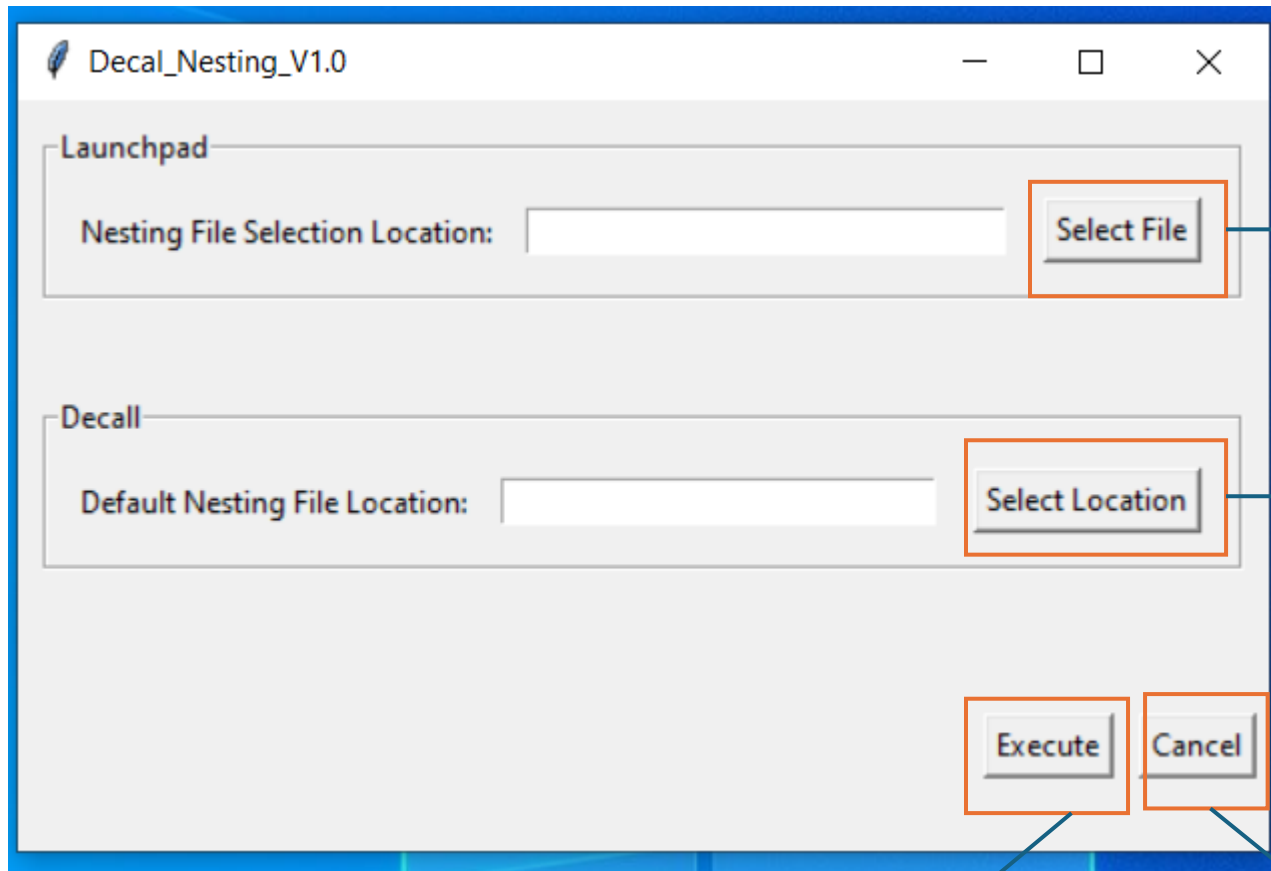 Decal_Nesting_V1.0
Launchpad
Nesting File Selection Location:
Select File
Decall
Default Nesting File Location:
Select Location
Execute
Cancel